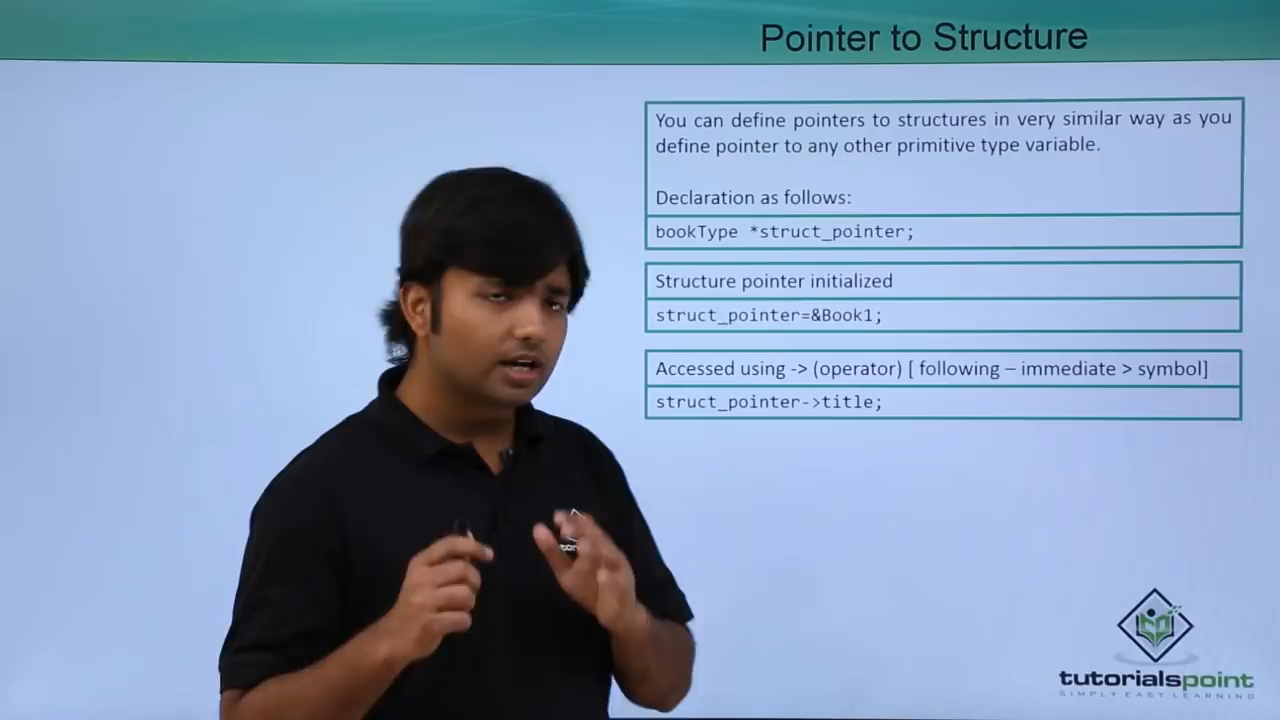 Pointer to Structure
You can define pointers to structures in very similar way as you
define pointer to any other primitive type variable.
Declaration as follows:
bookType *struct_pointer;
Structure pointer initialized
struct_pointer=&Book1;
Accessed using -> (operator) [ following – immediate > symbol]
struct_pointer->title;
tutorialspoint
SIMPLY EASY LEARNING